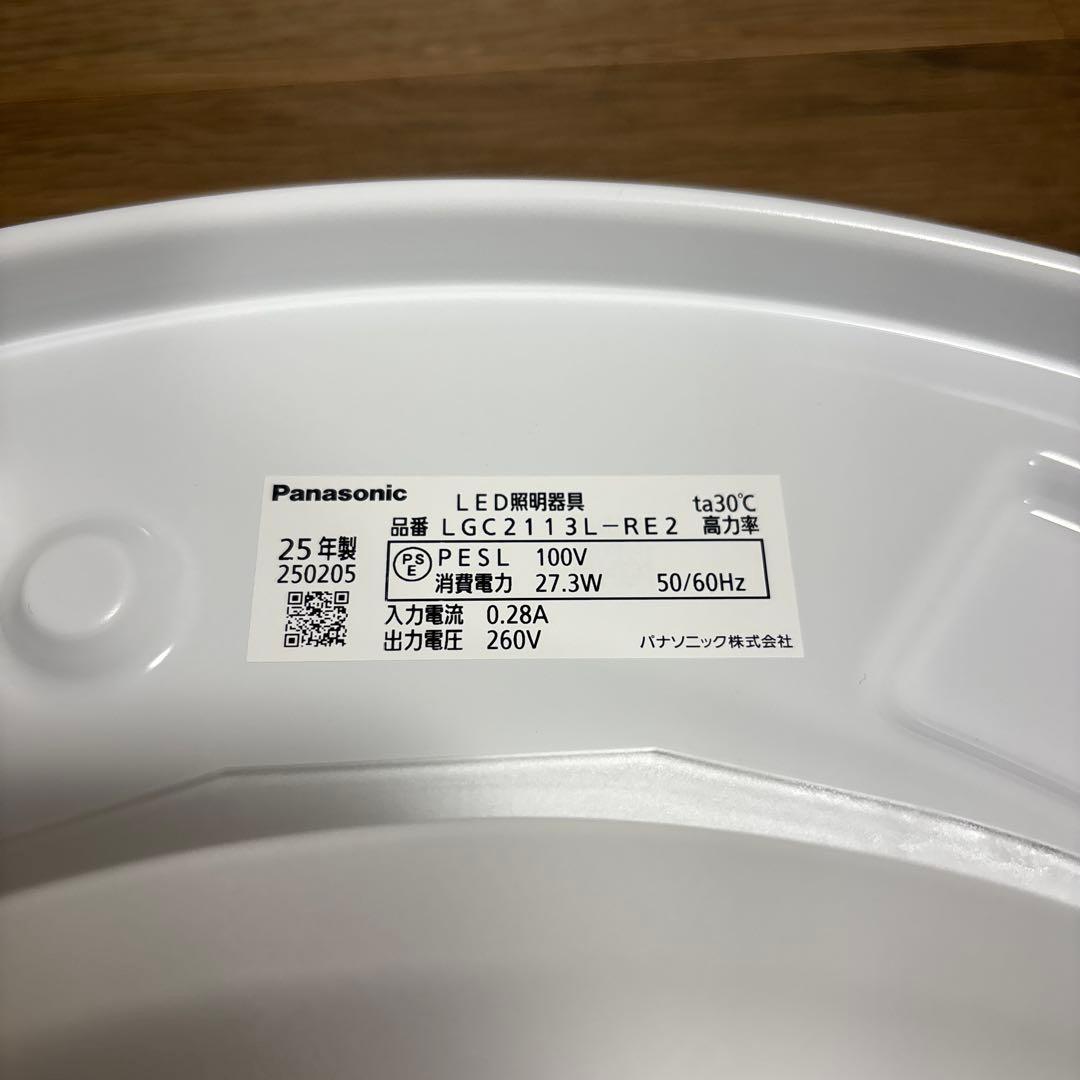 Panasonic
LED照明器具 ta30℃
品番 LGC2113L-RE2 高力率
25年製
250205
PSE PESL 100V
消費電力 27.3W 50/60Hz
入力電流 0.28A
出力電圧 260V
パナソニック株式会社